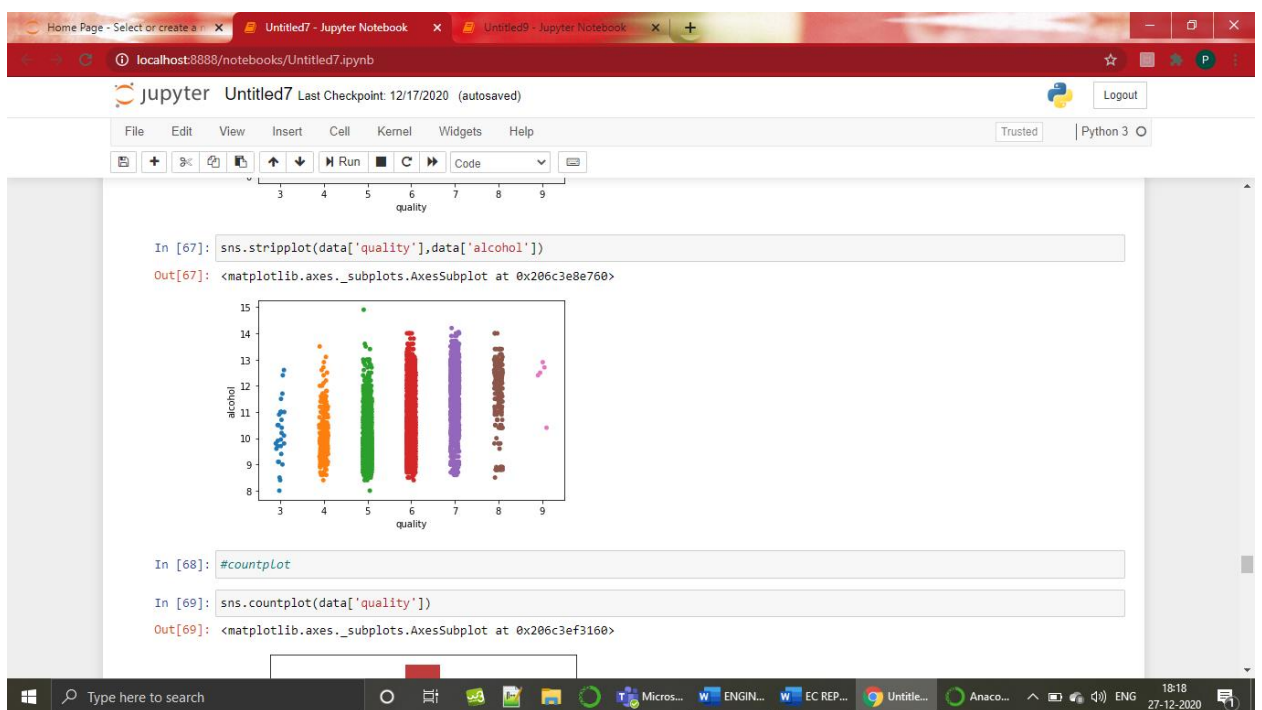 Home Page - Select or create a n
Untitled7 - Jupyter Notebook
Untitled9 - Jupyter Notebook
localhost:8888/notebooks/Untitled7.ipynb
P
jupyter Untitled7 Last Checkpoint: 12/17/2020 (autosaved)
Logout
File Edit View Insert Cell Kernel Widgets Help
Trusted Python 3
Run Code
3 4 5 6 7 8 9
quality
In [67]: sns.stripplot(data['quality'],data['alcohol'])
Out[67]: <matplotlib.axes._subplots.AxesSubplot at 0x206c3e8e760>
15
14
13
12
11
10
9
8
alcohol
3 4 5 6 7 8 9
quality
In [68]: #countplot
In [69]: sns.countplot(data['quality'])
Out[69]: <matplotlib.axes._subplots.AxesSubplot at 0x206c3ef3160>
Type here to search
Micros... ENGIN... EC REP... Untitle... Anaco... ENG
18:18
27-12-2020